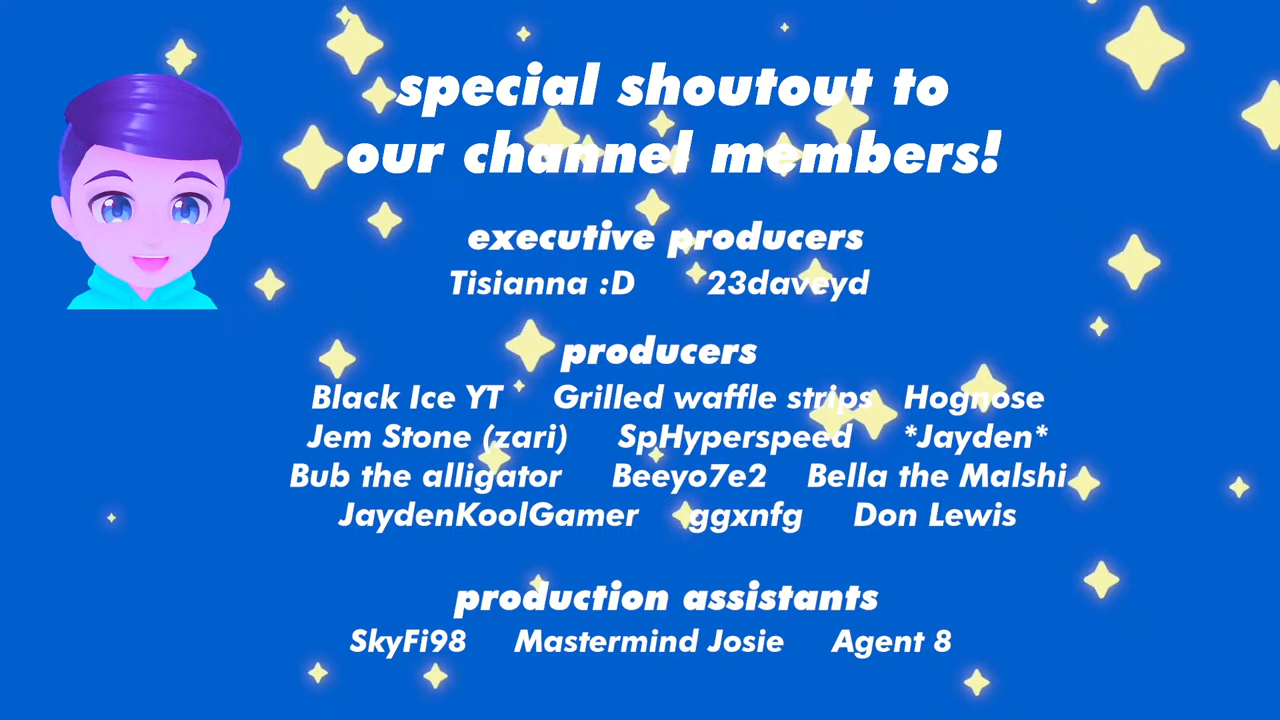 special shoutout to
our channel members!
executive producers
Tisianna :D 23daveyd
producers
Black Ice YT Grilled waffle strips Hognose
Jem Stone (zari) SpHyperspeed *Jayden*
Bub the alligator Beeyo7e2 Bella the Malshi
JaydenKoolGamer ggxnfg Don Lewis
production assistants
SkyFi98 Mastermind Josie Agent 8